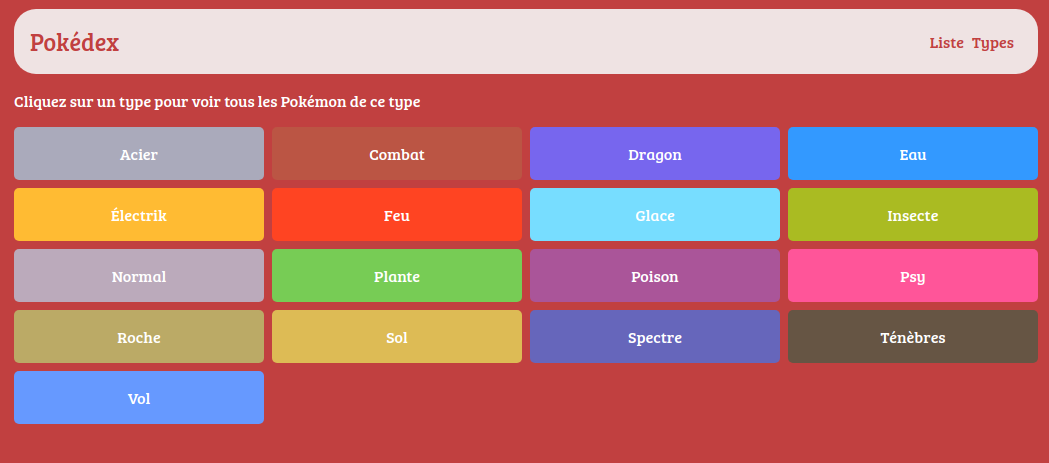 Pokédex
Liste Types
Cliquez sur un type pour voir tous les Pokémon de ce type
Acier Combat Dragon Eau
Électrik Feu Glace Insecte
Normal Plante Poison Psy
Roche Sol Spectre Ténèbres
Vol